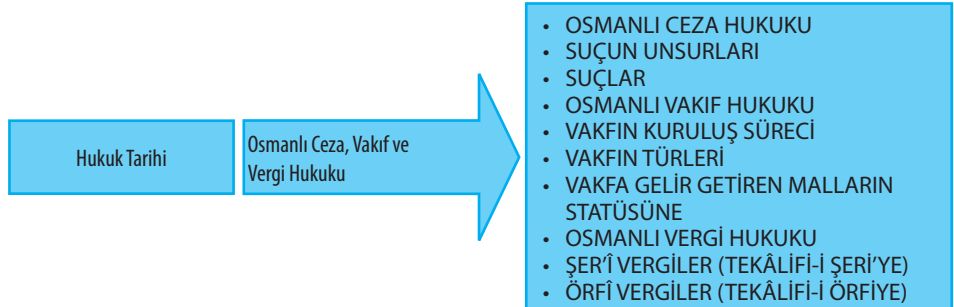 Hukuk Tarihi
Osmanlı Ceza, Vakıf ve
Vergi Hukuku
• OSMANLI CEZA HUKUKU
• SUÇUN UNSURLARI
• SUÇLAR
• OSMANLI VAKIF HUKUKU
• VAKFIN KURULUŞ SÜRECİ
• VAKFIN TÜRLERİ
• VAKFA GELİR GETİREN MALLARIN
STATÜSÜNE
• OSMANLI VERGİ HUKUKU
• ŞER’Î VERGİLER (TEKÂLİFİ-İ ŞERİ’YE)
• ÖRFÎ VERGİLER (TEKÂLİFİ-İ ÖRFİYE)